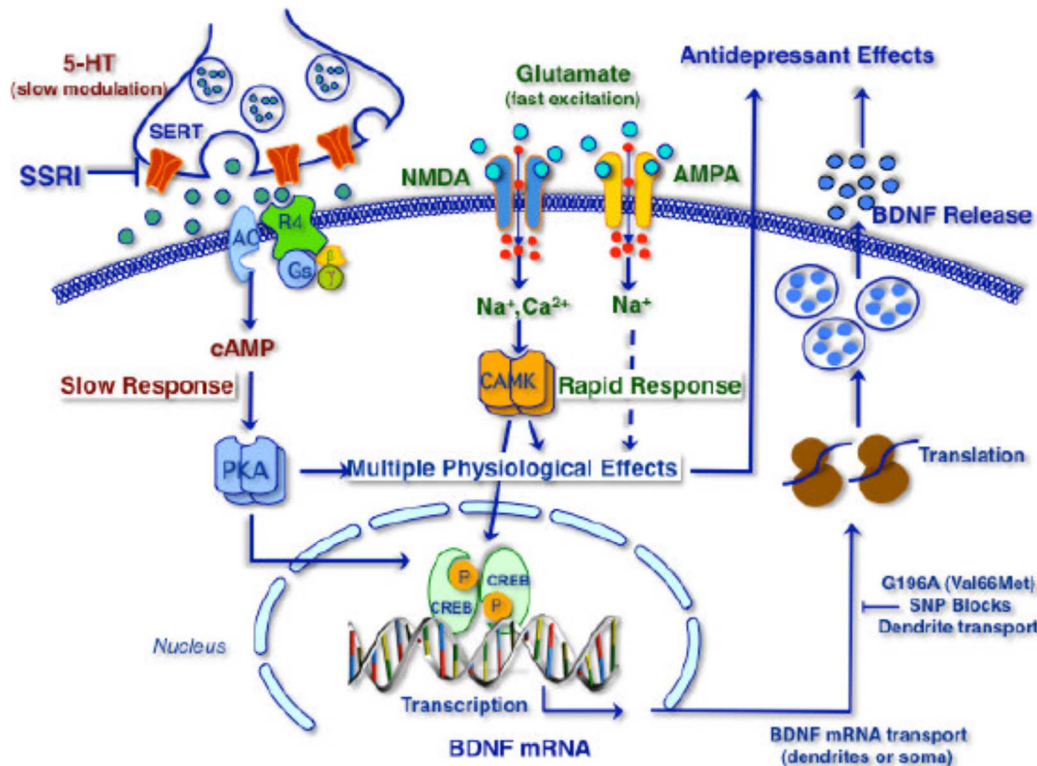 5-HT
(slow modulation)
SERT
SSRI
Glutamate
(fast excitation)
NMDA
AMPA
Antidepressant Effects
BDNF Release
AC
R4
Gs
β
γ
Na⁺,Ca²⁺
Na⁺
cAMP
CAMK
Slow Response
Rapid Response
PKA
Multiple Physiological Effects
Translation
P
CREB
CREB
P
Nucleus
G196A (Val66Met)
SNP Blocks
Dendrite transport
Transcription
BDNF mRNA
BDNF mRNA transport
(dendrites or soma)